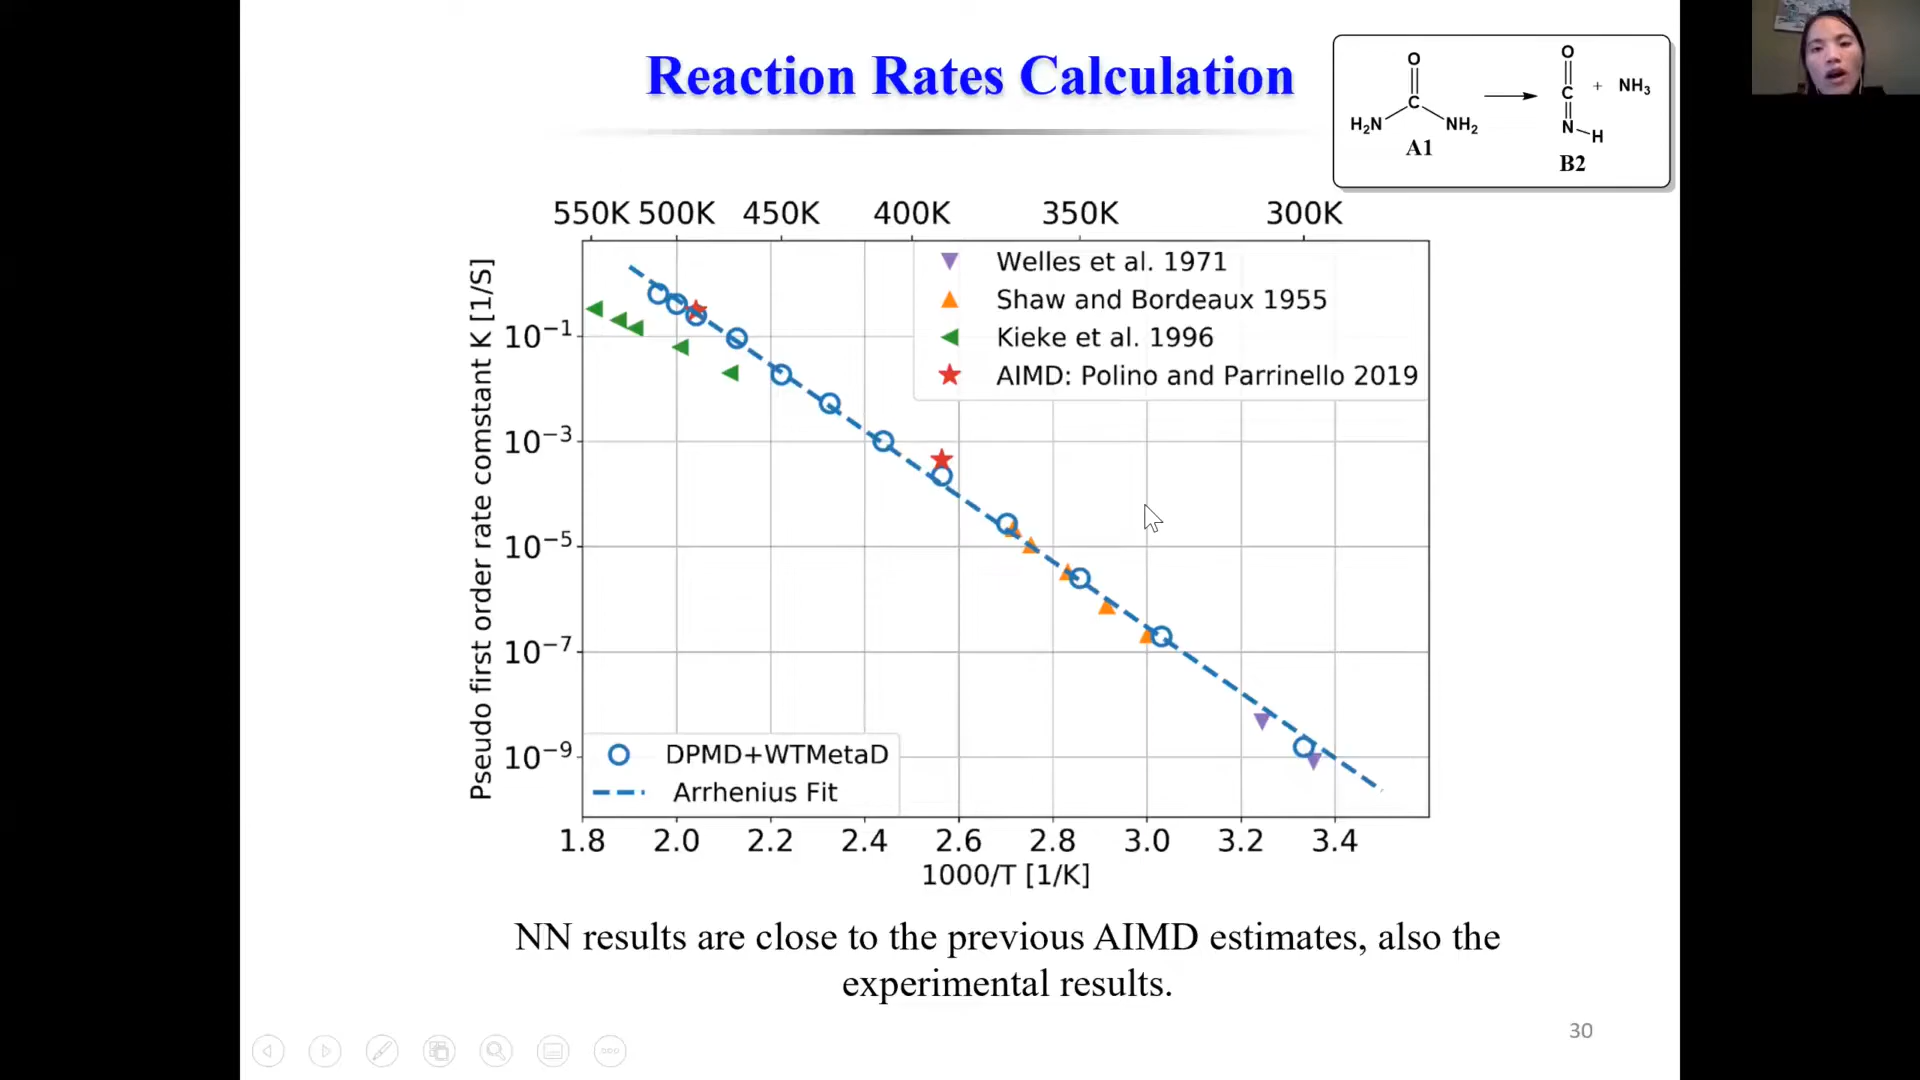 Reaction Rates Calculation
O
C
H₂N
NH₂
A1
O
C
N
H
+ NH₃
B2
550K 500K 450K 400K 350K 300K
Welles et al. 1971
Shaw and Bordeaux 1955
Kieke et al. 1996
AIMD: Polino and Parrinello 2019
Pseudo first order rate comstant K [1/S]
10⁻¹
10⁻³
10⁻⁵
10⁻⁷
10⁻⁹
DPMD+WTMetaD
Arrhenius Fit
1.8 2.0 2.2 2.4 2.6 2.8 3.0 3.2 3.4
1000/T [1/K]
NN results are close to the previous AIMD estimates, also the
experimental results.
30